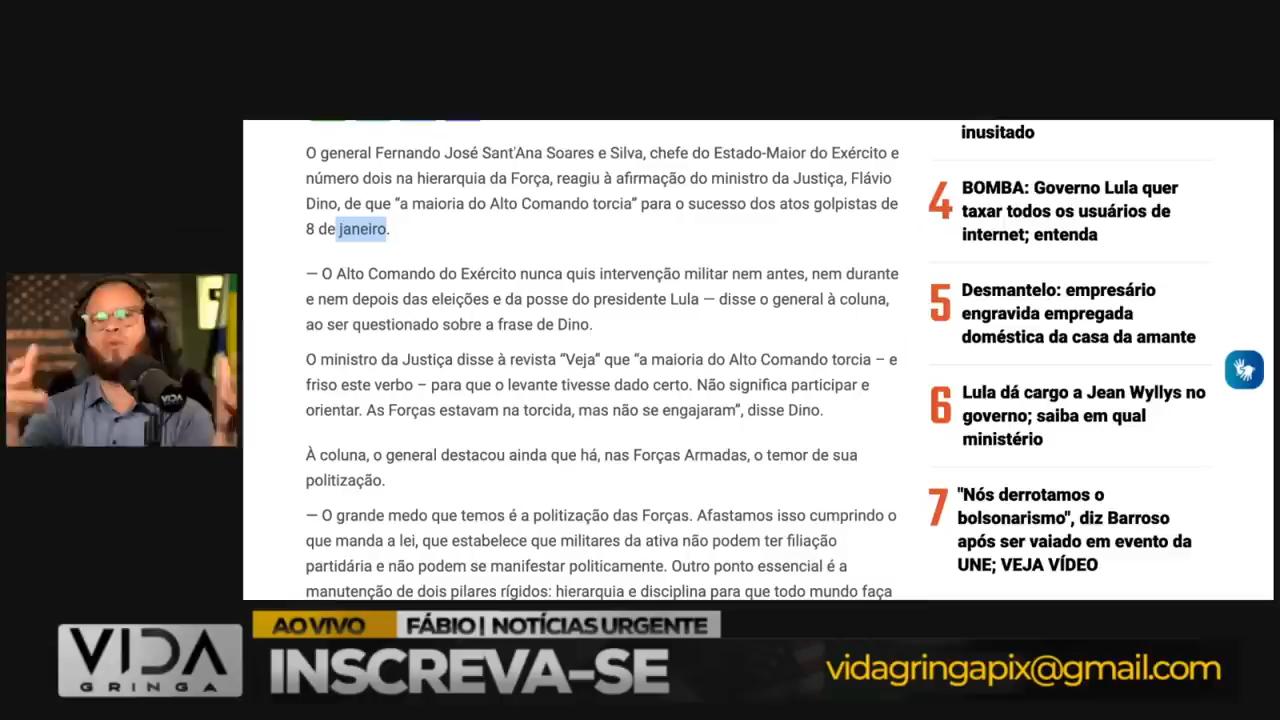 O general Fernando José Sant'Ana Soares e Silva, chefe do Estado-Maior do Exército e
número dois na hierarquia da Força, reagiu à afirmação do ministro da Justiça, Flávio
Dino, de que “a maioria do Alto Comando torcia” para o sucesso dos atos golpistas de
8 de janeiro.
— O Alto Comando do Exército nunca quis intervenção militar nem antes, nem durante
e nem depois das eleições e da posse do presidente Lula — disse o general à coluna,
ao ser questionado sobre a frase de Dino.
O ministro da Justiça disse à revista “Veja” que “a maioria do Alto Comando torcia – e
friso este verbo – para que o levante tivesse dado certo. Não significa participar e
orientar. As Forças estavam na torcida, mas não se engajaram”, disse Dino.
À coluna, o general destacou ainda que há, nas Forças Armadas, o temor de sua
politização.
— O grande medo que temos é a politização das Forças. Afastamos isso cumprindo o
que manda a lei, que estabelece que militares da ativa não podem ter filiação
partidária e não podem se manifestar politicamente. Outro ponto essencial é a
manutenção de dois pilares rígidos: hierarquia e disciplina para que todo mundo faça
inusitado
4 BOMBA: Governo Lula quer
taxar todos os usuários de
internet; entenda
5 Desmantelo: empresário
engravida empregada
doméstica da casa da amante
6 Lula dá cargo a Jean Wyllys no
governo; saiba em qual
ministério
7 "Nós derrotamos o
bolsonarismo", diz Barroso
após ser vaiado em evento da
UNE; VEJA VÍDEO
VIDA
VIDA
GRINGA
AO VIVO FÁBIO | NOTÍCIAS URGENTE
INSCREVA-SE
vidagringapix@gmail.com